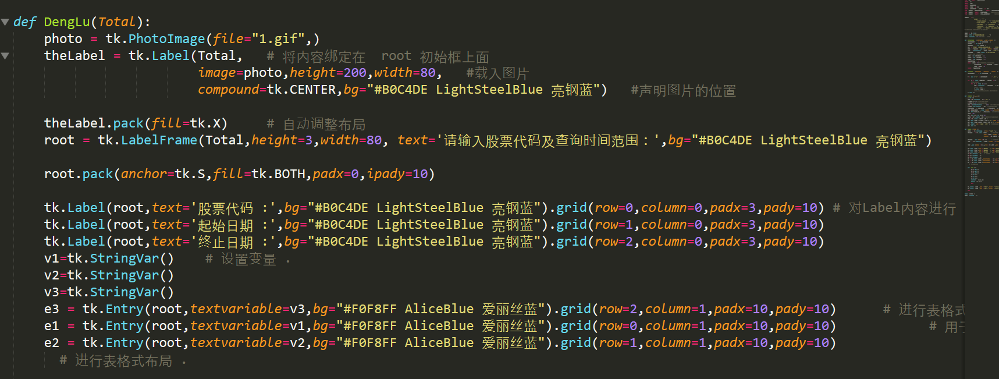 def DengLu(Total):
photo = tk.PhotoImage(file="1.gif",)
theLabel = tk.Label(Total,   # 将内容绑定在  root 初始框上面
image=photo,height=200,width=80,   #载入图片
compound=tk.CENTER,bg="#B0C4DE LightSteelBlue 亮钢蓝")   #声明图片的位置
theLabel.pack(fill=tk.X)     # 自动调整布局
root = tk.LabelFrame(Total,height=3,width=80, text='请输入股票代码及查询时间范围：',bg="#B0C4DE LightSteelBlue 亮钢蓝")
root.pack(anchor=tk.S,fill=tk.BOTH,padx=0,ipady=10)
tk.Label(root,text='股票代码 :',bg="#B0C4DE LightSteelBlue 亮钢蓝").grid(row=0,column=0,padx=3,pady=10) # 对Label内容进行
tk.Label(root,text='起始日期 :',bg="#B0C4DE LightSteelBlue 亮钢蓝").grid(row=1,column=0,padx=3,pady=10)
tk.Label(root,text='终止日期 :',bg="#B0C4DE LightSteelBlue 亮钢蓝").grid(row=2,column=0,padx=3,pady=10)
v1=tk.StringVar()    # 设置变量 .
v2=tk.StringVar()
v3=tk.StringVar()
e3 = tk.Entry(root,textvariable=v3,bg="#F0F8FF AliceBlue 爱丽丝蓝").grid(row=2,column=1,padx=10,pady=10)      # 进行表格式
e1 = tk.Entry(root,textvariable=v1,bg="#F0F8FF AliceBlue 爱丽丝蓝").grid(row=0,column=1,padx=10,pady=10)            # 用于
e2 = tk.Entry(root,textvariable=v2,bg="#F0F8FF AliceBlue 爱丽丝蓝").grid(row=1,column=1,padx=10,pady=10)
# 进行表格式布局 .